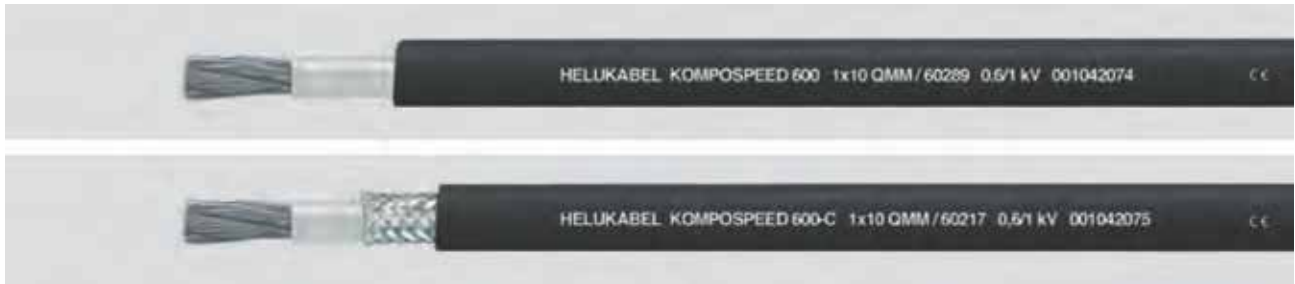 HELUKABEL KOMPOSPEED 600 1x10 QMM / 60289 0.6/1 kV 001042074 CE
HELUKABEL KOMPOSPEED 600-C 1x10 QMM / 60217 0,6/1 kV 001042075 CE